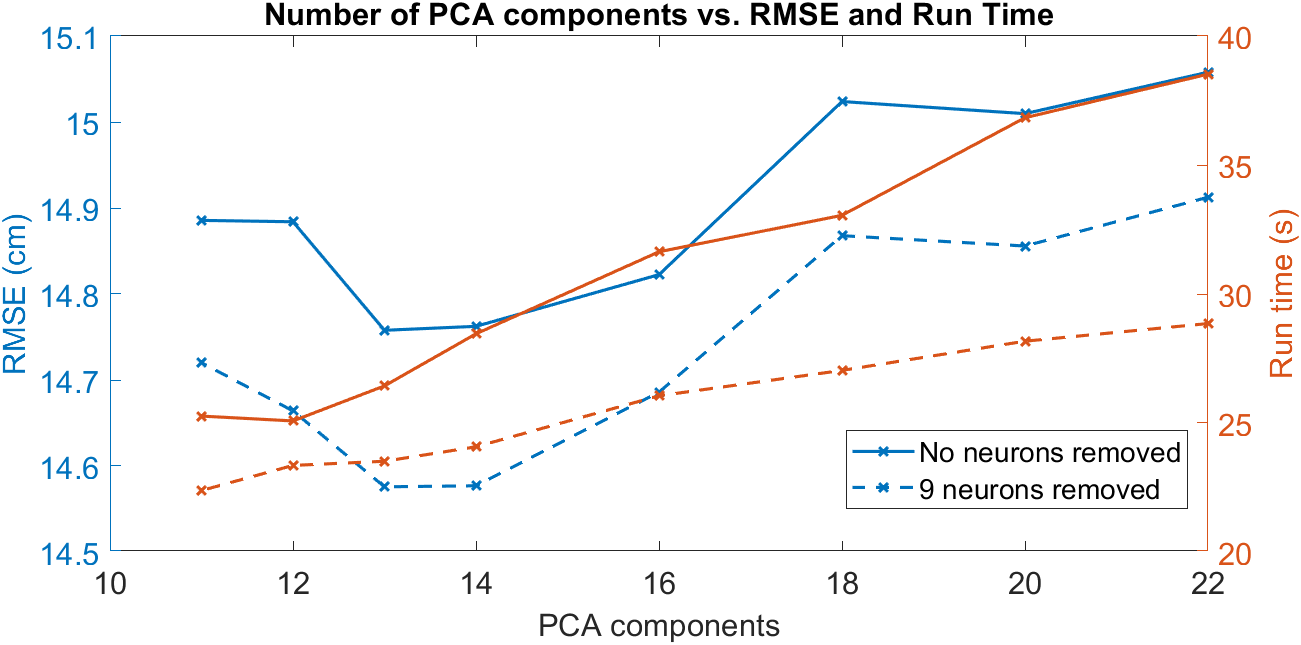 Number of PCA components vs. RMSE and Run Time
15.1
15
14.9
14.8
14.7
14.6
14.5
RMSE (cm)
40
35
30
25
20
Run time (s)
No neurons removed
9 neurons removed
10 12 14 16 18 20 22
PCA components